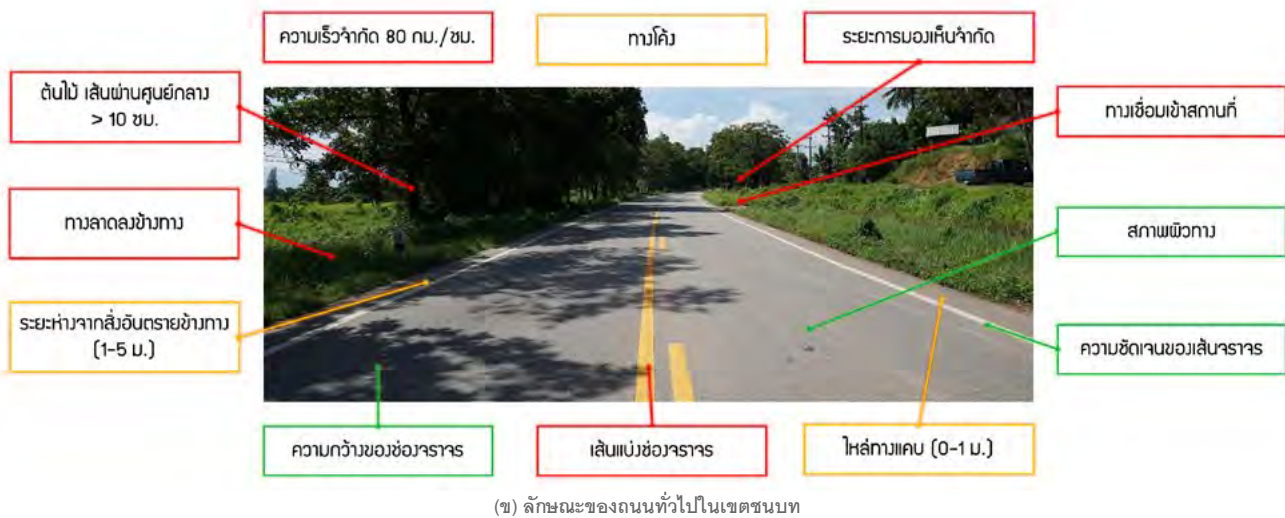 ความเร็วจำกัด 80 กม./ชม.
ทางโค้ง
ระยะการมองเห็นจำกัด
ต้นไม้ เส้นผ่านศูนย์กลาง
> 10 ซม.
ทางเชื่อมเข้าสถานที่
ทางลาดลงข้างทาง
สภาพผิวทาง
ระยะห่างจากสิ่งอันตรายข้างทาง
(1-5 ม.)
ความชัดเจนของเส้นจราจร
ความกว้างของช่องจราจร
เส้นแบ่งช่องจราจร
ไหล่ทางแคบ (0-1 ม.)
(ข) ลักษณะของถนนทั่วไปในเขตชนบท